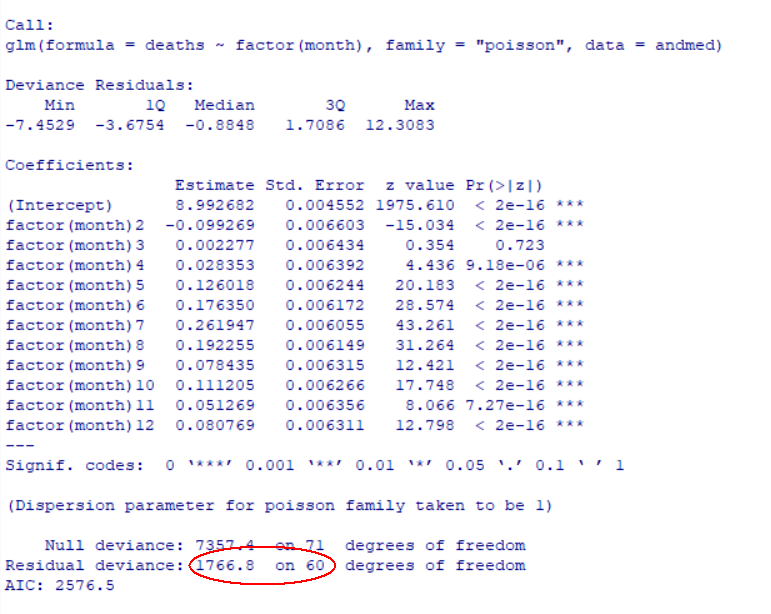 Call:
glm(formula = deaths ~ factor(month), family = "poisson", data = andmed)
Deviance Residuals:
Min 1Q Median 3Q Max
-7.4529 -3.6754 -0.8848 1.7086 12.3083
Coefficients:
Estimate Std. Error z value Pr(>|z|)
(Intercept) 8.992682 0.004552 1975.610 < 2e-16 ***
factor(month)2 -0.099269 0.006603 -15.034 < 2e-16 ***
factor(month)3 0.002277 0.006434 0.354 0.723
factor(month)4 0.028353 0.006392 4.436 9.18e-06 ***
factor(month)5 0.126018 0.006244 20.183 < 2e-16 ***
factor(month)6 0.176350 0.006172 28.574 < 2e-16 ***
factor(month)7 0.261947 0.006055 43.261 < 2e-16 ***
factor(month)8 0.192255 0.006149 31.264 < 2e-16 ***
factor(month)9 0.078435 0.006315 12.421 < 2e-16 ***
factor(month)10 0.111205 0.006266 17.748 < 2e-16 ***
factor(month)11 0.051269 0.006356 8.066 7.27e-16 ***
factor(month)12 0.080769 0.006311 12.798 < 2e-16 ***
---
Signif. codes: 0 ‘***’ 0.001 ‘**’ 0.01 ‘*’ 0.05 ‘.’ 0.1 ‘ ’ 1
(Dispersion parameter for poisson family taken to be 1)
Null deviance: 7357.4 on 71 degrees of freedom
Residual deviance: 1766.8 on 60 degrees of freedom
AIC: 2576.5